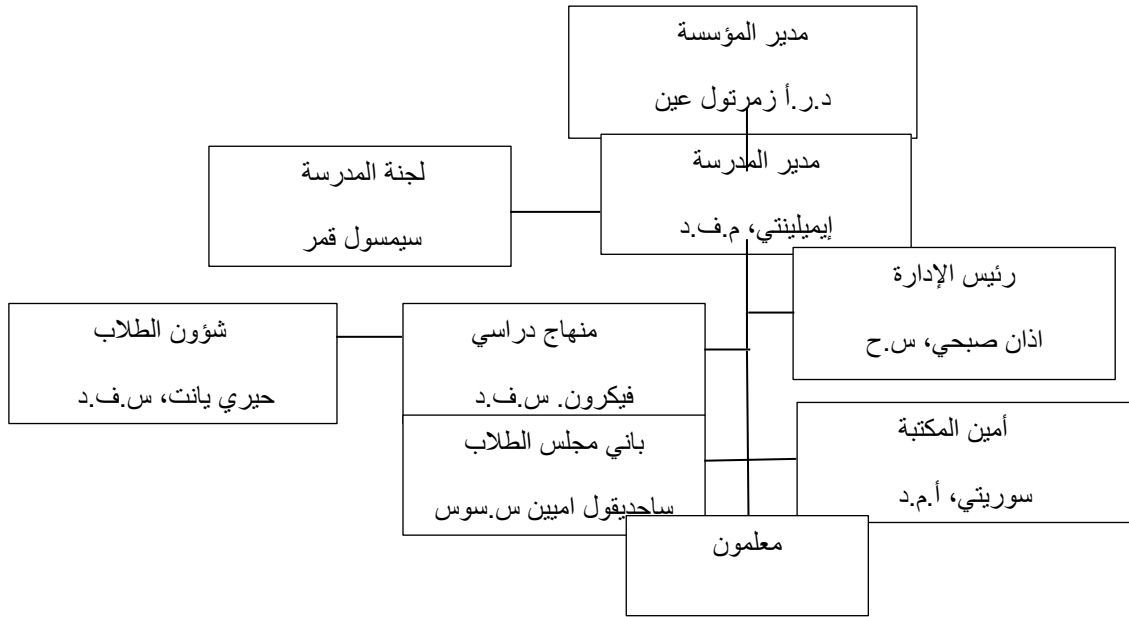 مدير المؤسسة
د.ر.أ زمرتول عين
مدير المدرسة
إيميلينتي، م.ف.د
لجنة المدرسة
سيمسول قمر
رئيس الإدارة
اذان صبحي، س.ح
منهاج دراسي
فيكرون. س.ف.د
شؤون الطلاب
حيري يانت، س.ف.د
أمين المكتبة
سوريتي، أ.م.د
باني مجلس الطلاب
ساحديقول اميين س.سوس
معلمون